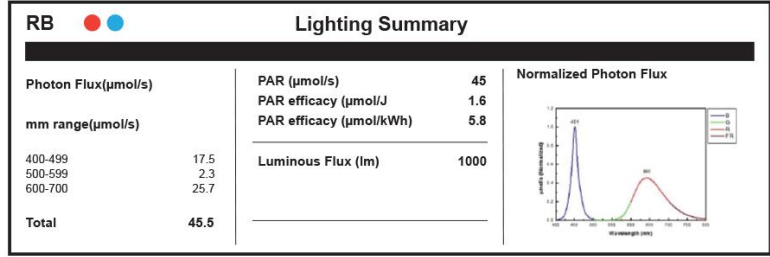 RB
Lighting Summary
Photon Flux(µmol/s)
mm range(µmol/s)
400-499 17.5
500-599 2.3
600-700 25.7
Total 45.5
PAR (µmol/s) 45
PAR efficacy (µmol/J 1.6
PAR efficacy (µmol/kWh) 5.8
Luminous Flux (lm) 1000
Normalized Photon Flux
451
B
G
R
FR
Wavelength (nm)